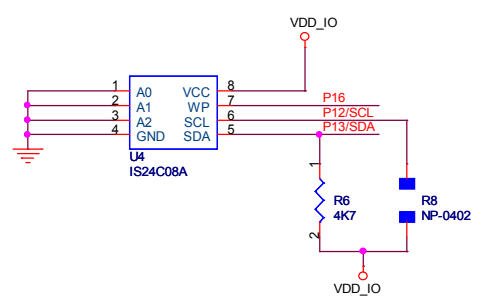 VDD_IO
1 A0 VCC 8
2 A1 WP 7 P16
3 A2 SCL 6 P12/SCL
4 GND SDA 5 P13/SDA
U4
IS24C08A
1
R6
4K7
2
R8
NP-0402
VDD_IO